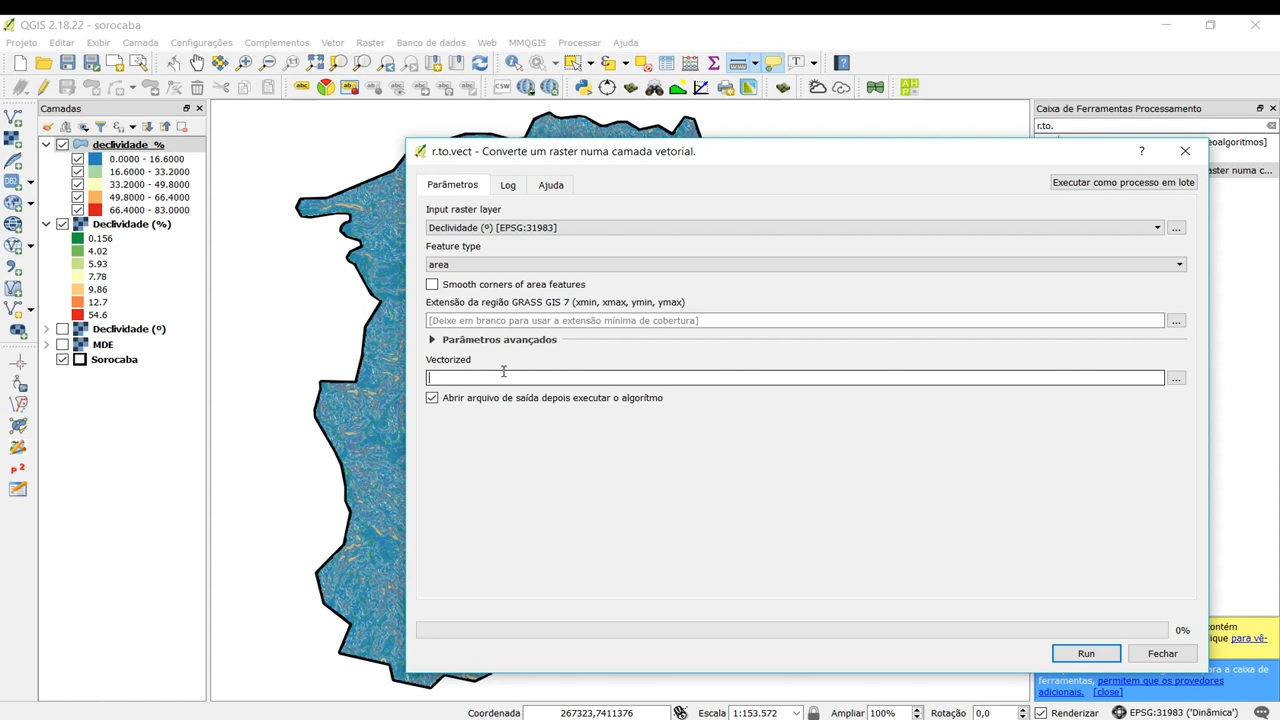 QGIS 2.18.22 - sorocaba
Projeto Editar Exibir Camada Configurações Complementos Vetor Raster Banco de dados Web MMQGIS Processar Ajuda
Camadas
declividade_%
0.0000 - 16.6000
16.6000 - 33.2000
33.2000 - 49.8000
49.8000 - 66.4000
66.4000 - 83.0000
Declividade (%)
0.156
4.02
5.93
7.78
9.86
12.7
54.6
Declividade (º)
MDE
Sorocaba
r.to.vect - Converte um raster numa camada vetorial.
Parâmetros Log Ajuda
Executar como processo em lote
Input raster layer
Declividade (º) [EPSG:31983]
Feature type
area
Smooth corners of area features
Extensão da região GRASS GIS 7 (xmin, xmax, ymin, ymax)
[Deixe em branco para usar a extensão mínima de cobertura]
Parâmetros avançados
Vectorized
Abrir arquivo de saída depois executar o algorítmo
0%
Run Fechar
Caixa de Ferramentas Processamento
r.to.
eoalgoritmos]
aster numa c...
contém
ique para vê-
ra a caixa de
ferramentas, permitem que os provedores
adicionais. [close]
Coordenada 267323,7411376 Escala 1:153.572 Ampliar 100% Rotação 0,0 Renderizar EPSG:31983 ('Dinâmica')